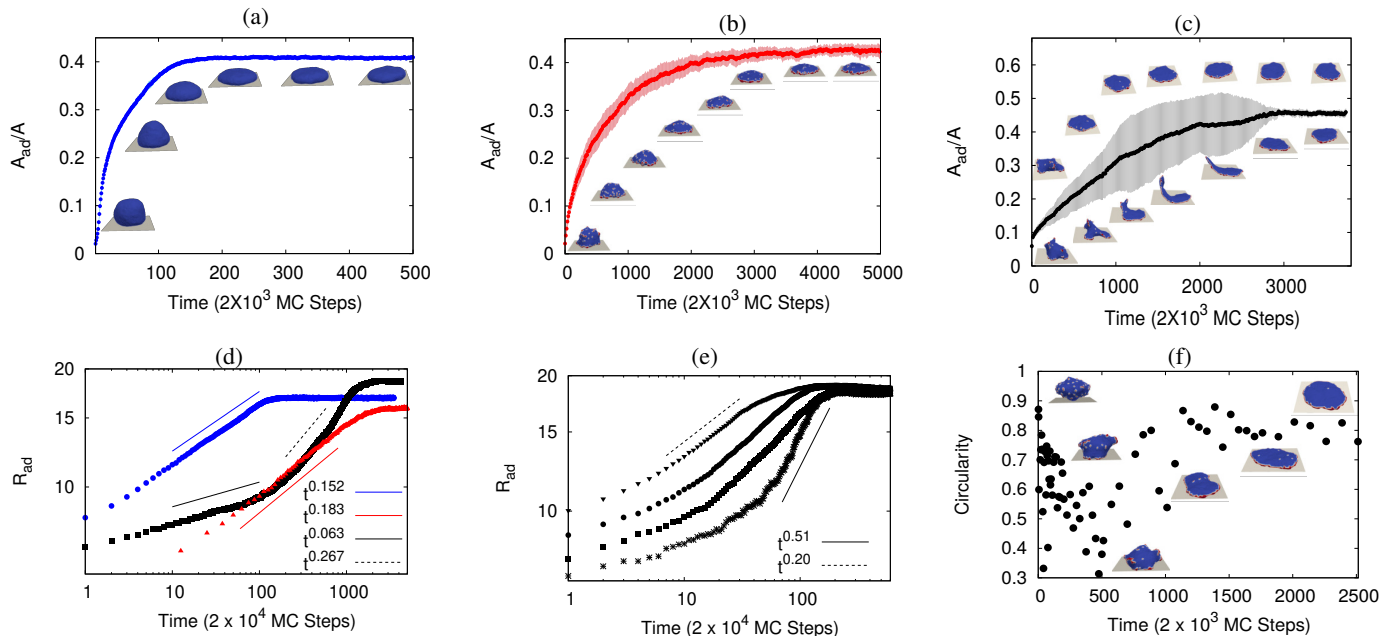 (a)
0.4
0.3
0.2
0.1
0
A_ad/A
100 200 300 400 500
Time (2X10^3 MC Steps)
(b)
0.4
0.3
0.2
0.1
0
A_ad/A
0 1000 2000 3000 4000 5000
Time (2X10^3 MC Steps)
(c)
0.6
0.5
0.4
0.3
0.2
0.1
0
A_ad/A
0 1000 2000 3000
Time (2X10^3 MC Steps)
(d)
20
15
10
R_ad
t^0.152
t^0.183
t^0.063
t^0.267
1 10 100 1000
Time (2 x 10^4 MC Steps)
(e)
20
15
10
R_ad
t^0.51
t^0.20
1 10 100
Time (2 x 10^4 MC Steps)
(f)
1
0.9
0.8
0.7
0.6
0.5
0.4
0.3
Circularity
0 500 1000 1500 2000 2500
Time (2 x 10^3 MC Steps)